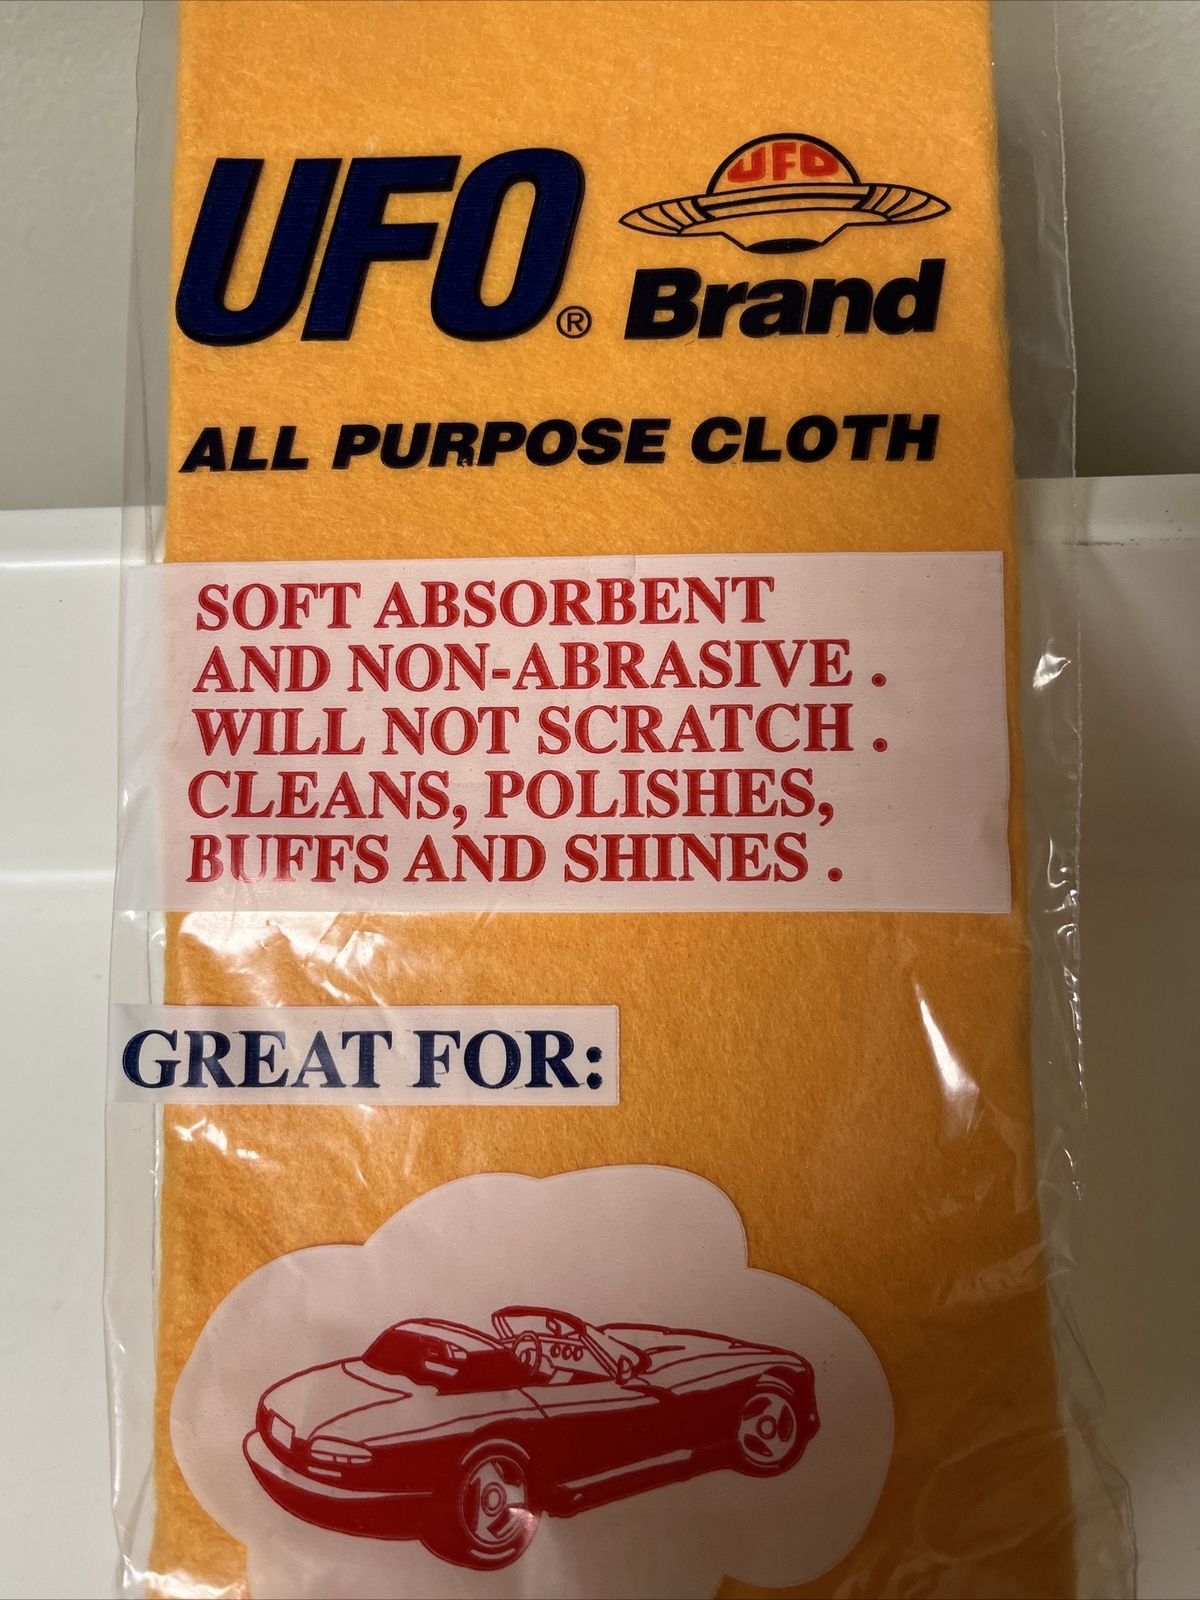 UFO
UFO® Brand
ALL PURPOSE CLOTH
SOFT ABSORBENT
AND NON-ABRASIVE .
WILL NOT SCRATCH .
CLEANS, POLISHES,
BUFFS AND SHINES .
GREAT FOR: